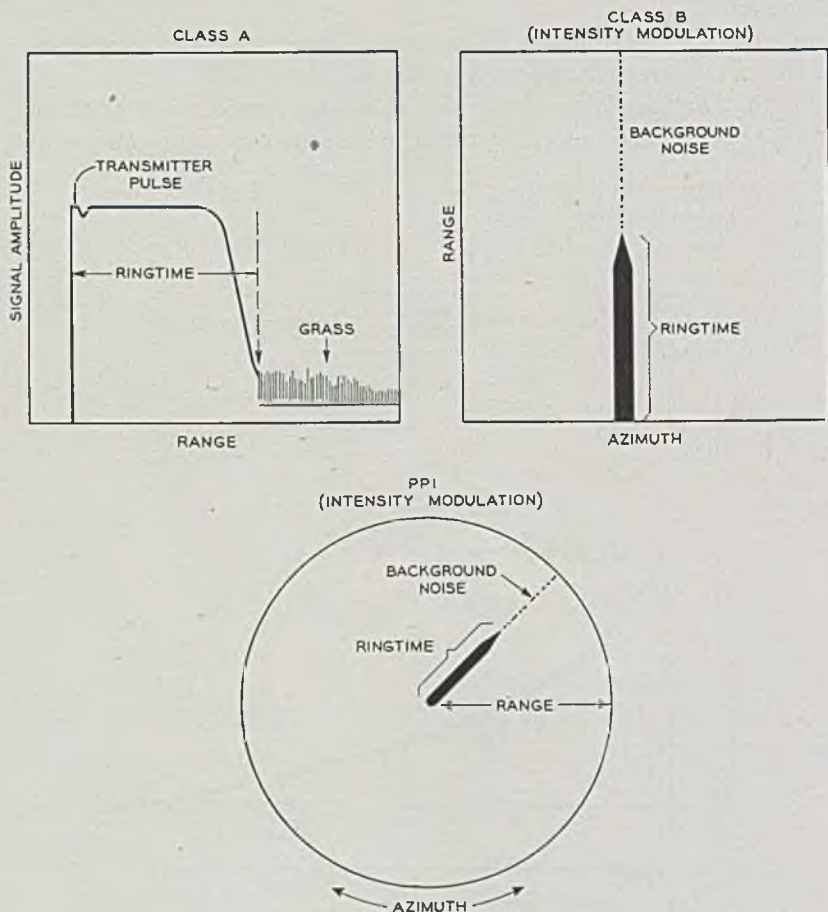 CLASS A
SIGNAL AMPLITUDE
TRANSMITTER
PULSE
RINGTIME
GRASS
RANGE
CLASS B
(INTENSITY MODULATION)
RANGE
BACKGROUND
NOISE
RINGTIME
AZIMUTH
PPI
(INTENSITY MODULATION)
BACKGROUND
NOISE
RINGTIME
RANGE
AZIMUTH